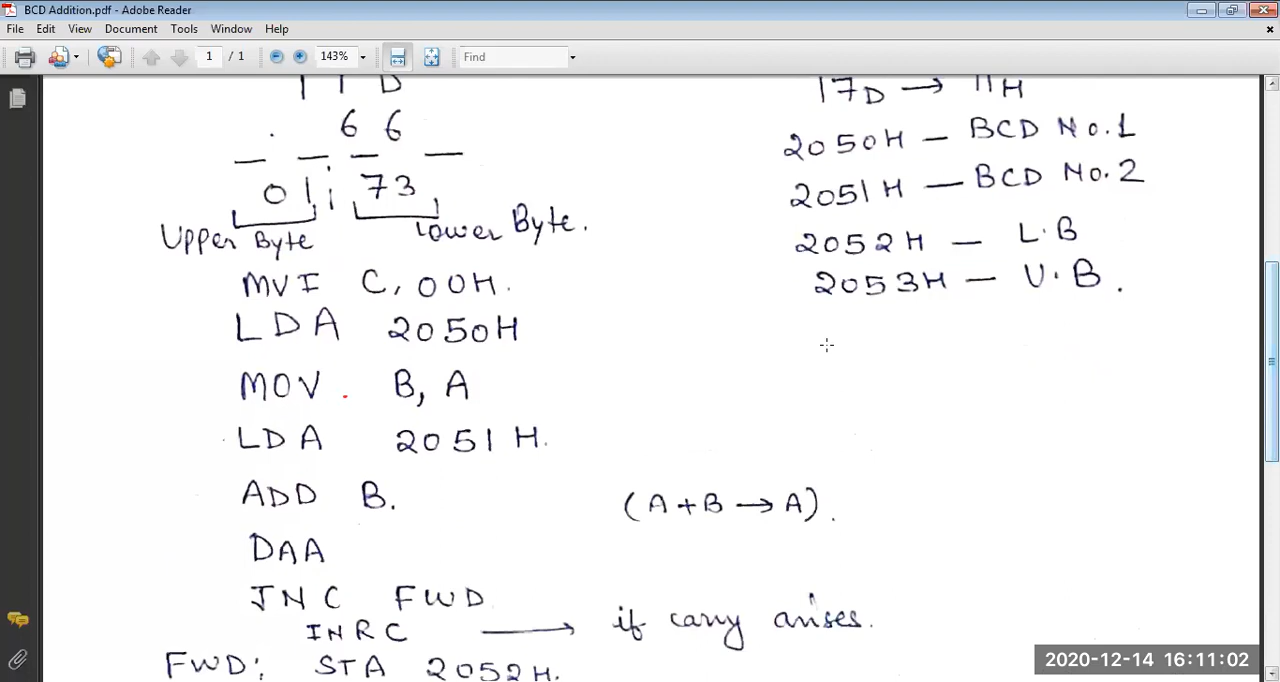 BCD Addition.pdf - Adobe Reader
File Edit View Document Tools Window Help
1 / 1 143% Find
1 1 D
6 6
01 73
Upper Byte Lower Byte.
MVI C, 00H.
LDA 2050H
MOV B, A
LDA 2051H.
ADD B.
DAA
JNC FWD
INR C → if carry arises.
FWD: STA 2052H.
17D → 11H
2050H - BCD No.1
2051H - BCD No.2
2052H - L.B
2053H - U.B.
(A+B → A).
2020-12-14 16:11:02